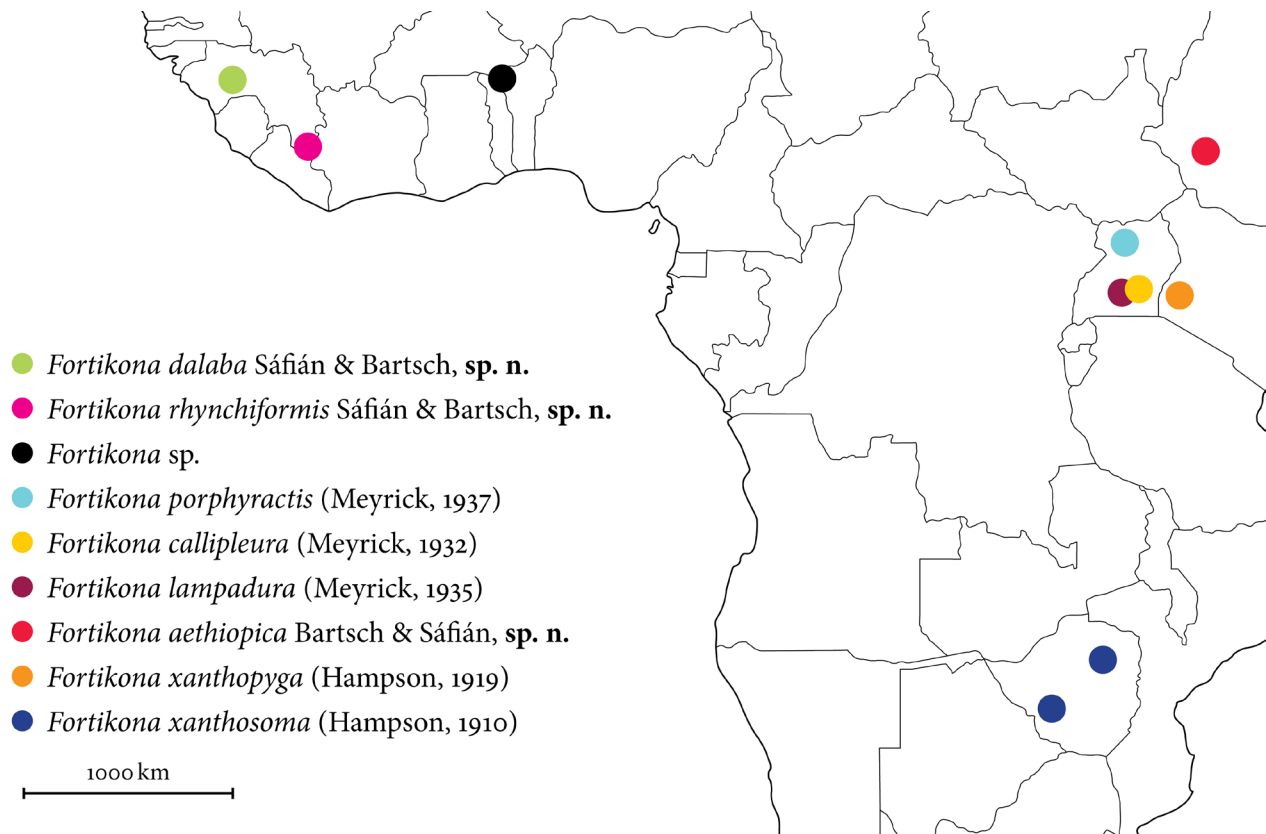 Fortikona dalaba Sáfián & Bartsch, sp. n.
Fortikona rhynchiformis Sáfián & Bartsch, sp. n.
Fortikona sp.
Fortikona porphyractis (Meyrick, 1937)
Fortikona callipleura (Meyrick, 1932)
Fortikona lampadura (Meyrick, 1935)
Fortikona aethiopica Bartsch & Sáfián, sp. n.
Fortikona xanthopyga (Hampson, 1919)
Fortikona xanthosoma (Hampson, 1910)
1000 km